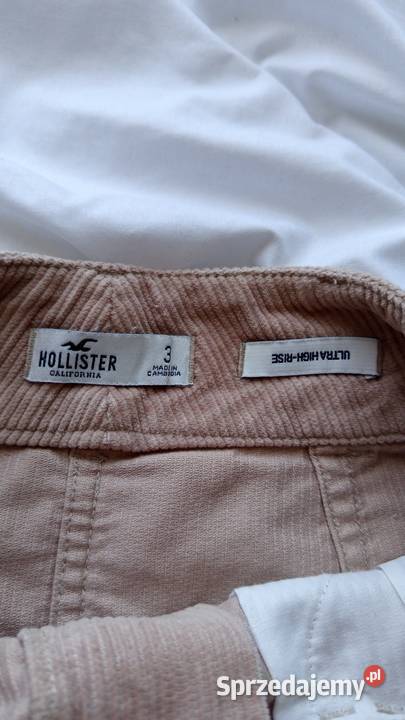 HOLLISTER
CALIFORNIA
3
MADE IN
CAMBODIA
ULTRA HIGH-RISE
Sprzedajemy.pl